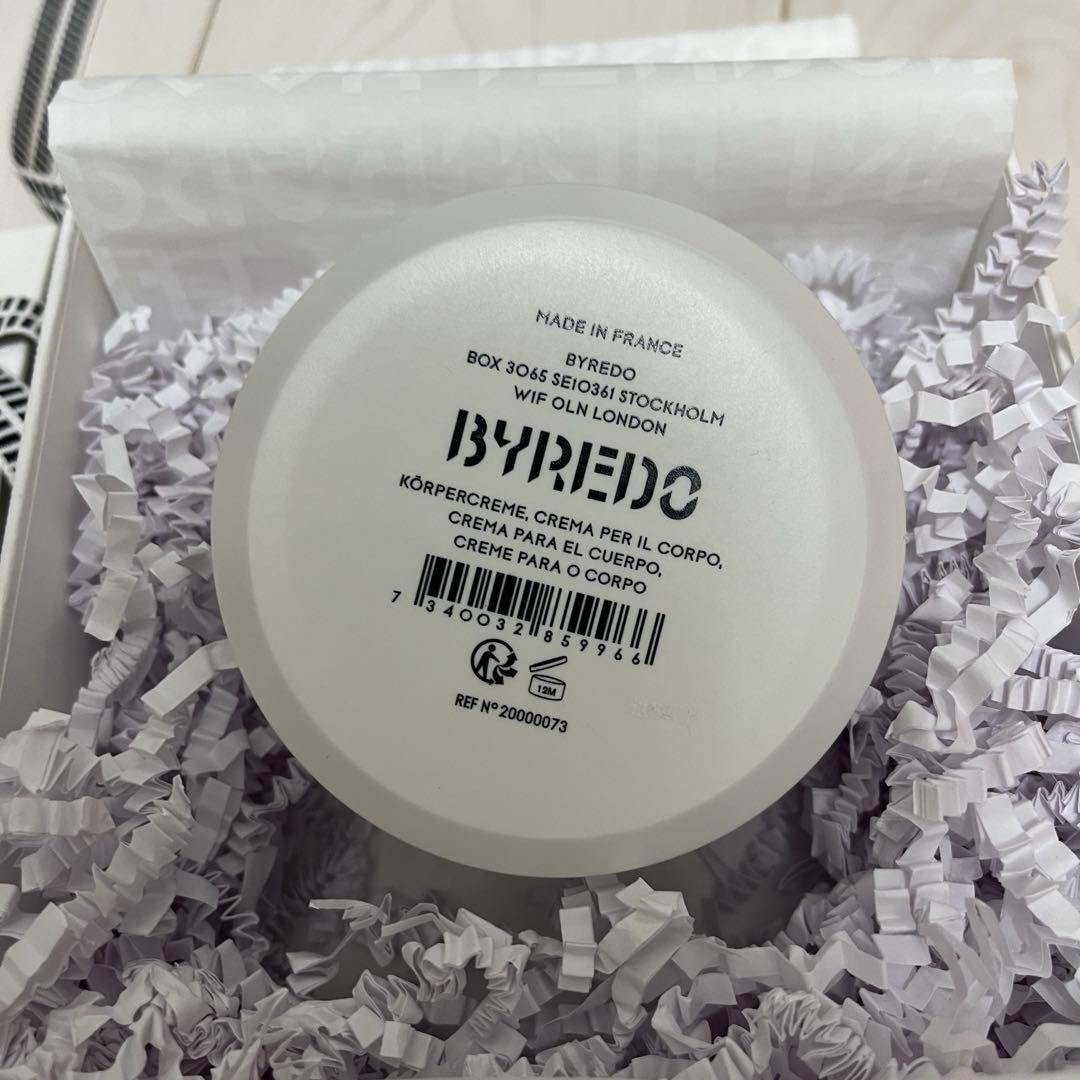 MADE IN FRANCE
BYREDO
BOX 3065 SE10361 STOCKHOLM
W1F OLN LONDON
BYREDO
KÖRPERCREME, CREMA PER IL CORPO,
CREMA PARA EL CUERPO,
CREME PARA O CORPO
7 340032 859966
12M
REF Nº 20000073